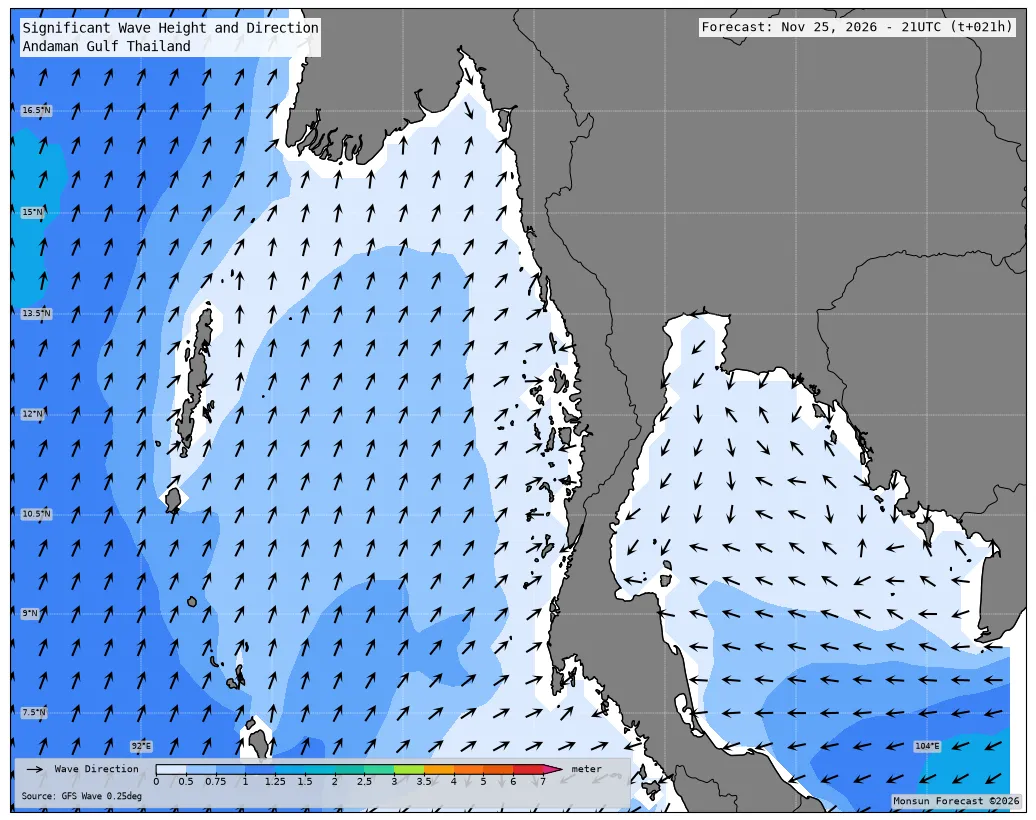 Significant Wave Height and Direction
Andaman Gulf Thailand
Forecast: Nov 25, 2026 - 21UTC (t+021h)
16.5°N
15°N
13.5°N
12°N
10.5°N
9°N
7.5°N
92°E
104°E
Wave Direction
0.5 0.75 1 1.25 1.5 2 2.5 3 3.5 4 5 6 7 meter
Source: GFS Wave 0.25deg
Monsun Forecast ©2026